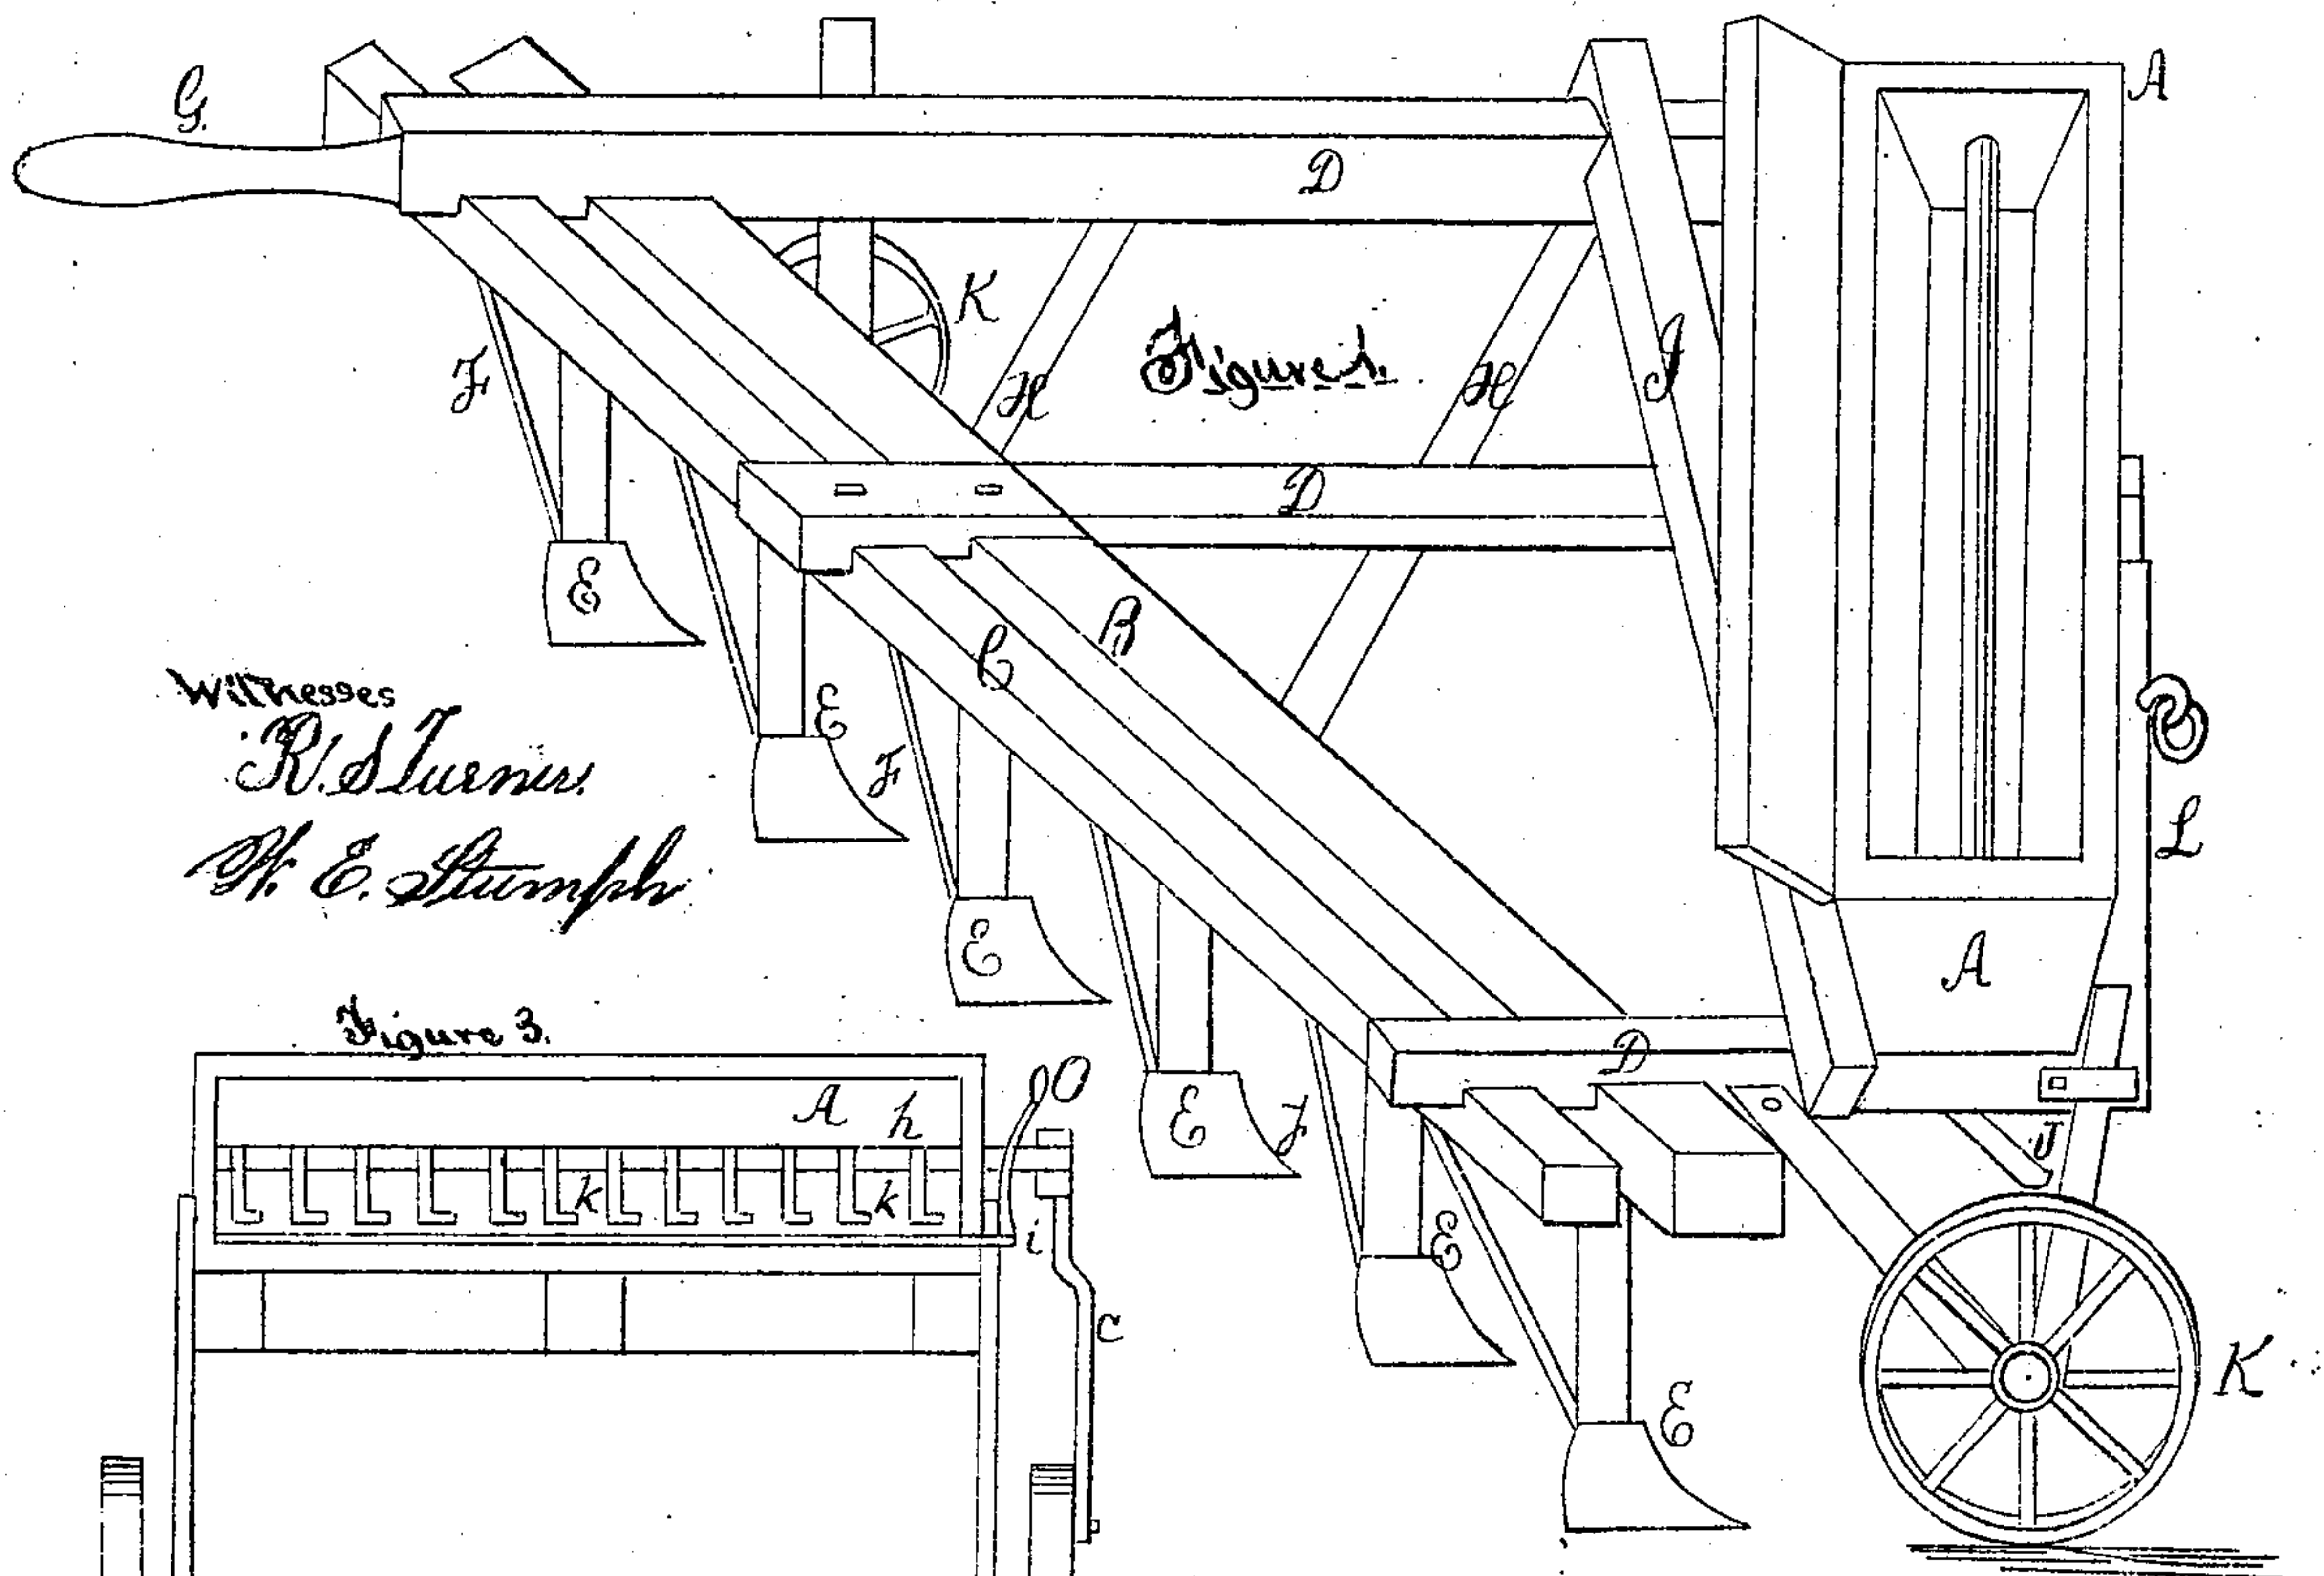 G.
A
D
K
F
H
Figure 1.
H
J
D
E
B
C
Witnesses
R. S. Turner.
E
F
L
W. E. Stumph
E
A
Figure 3.
D
A h
O
E
F
J
k k
i
E
c
K
E